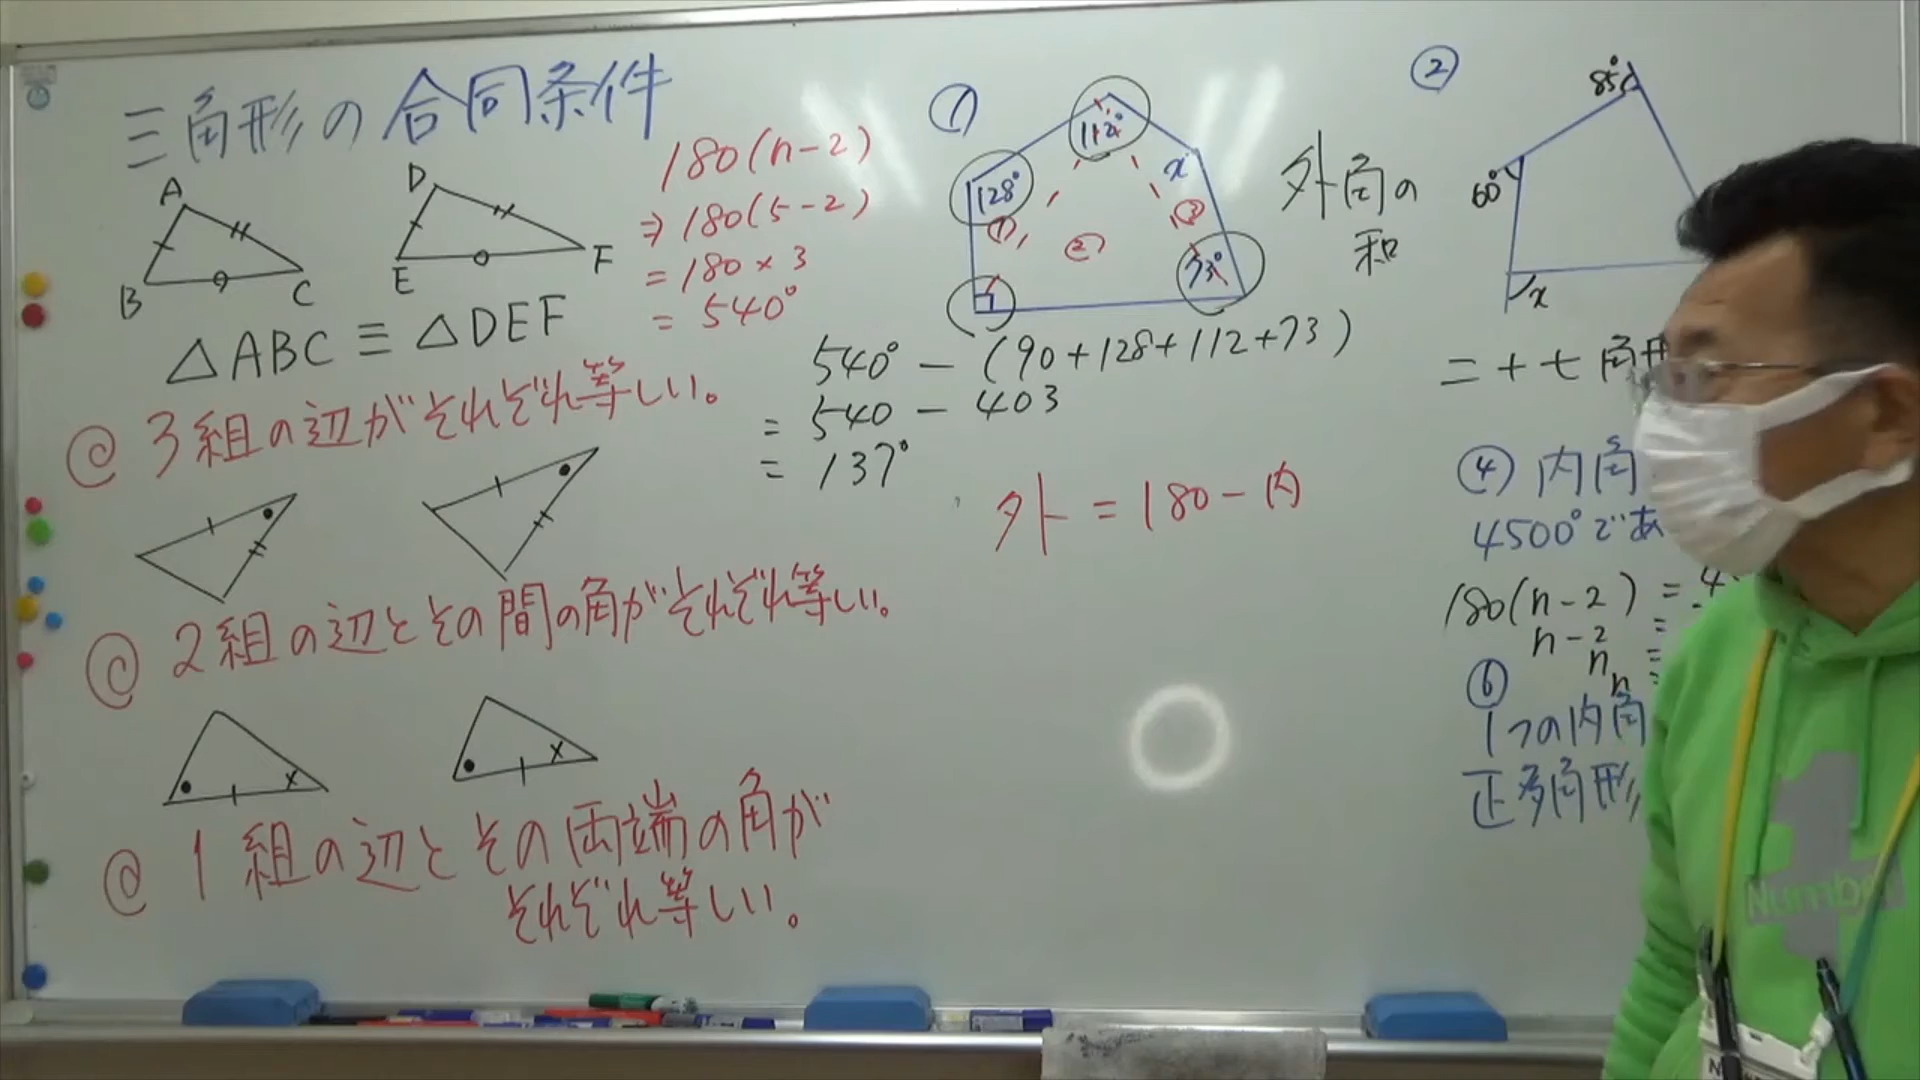 三角形の合同条件
A
B
C
D
E
F
△ABC ≡ △DEF
@ 3組の辺がそれぞれ等しい。
@ 2組の辺とその間の角がそれぞれ等しい。
@ 1組の辺とその両端の角が
それぞれ等しい。
180(n-2)
⇒ 180(5-2)
= 180 × 3
= 540°
①
128°
112°
x
73°
①
②
③
540° - (90+128+112+73)
= 540 - 403
= 137°
外 = 180 - 内
外角の
和
②
85°
60°
x
二十七角形
④ 内角
4500°であ
180(n-2) = 4
n-2 =
n =
n =
⑥
1つの内角
正多角形
Number